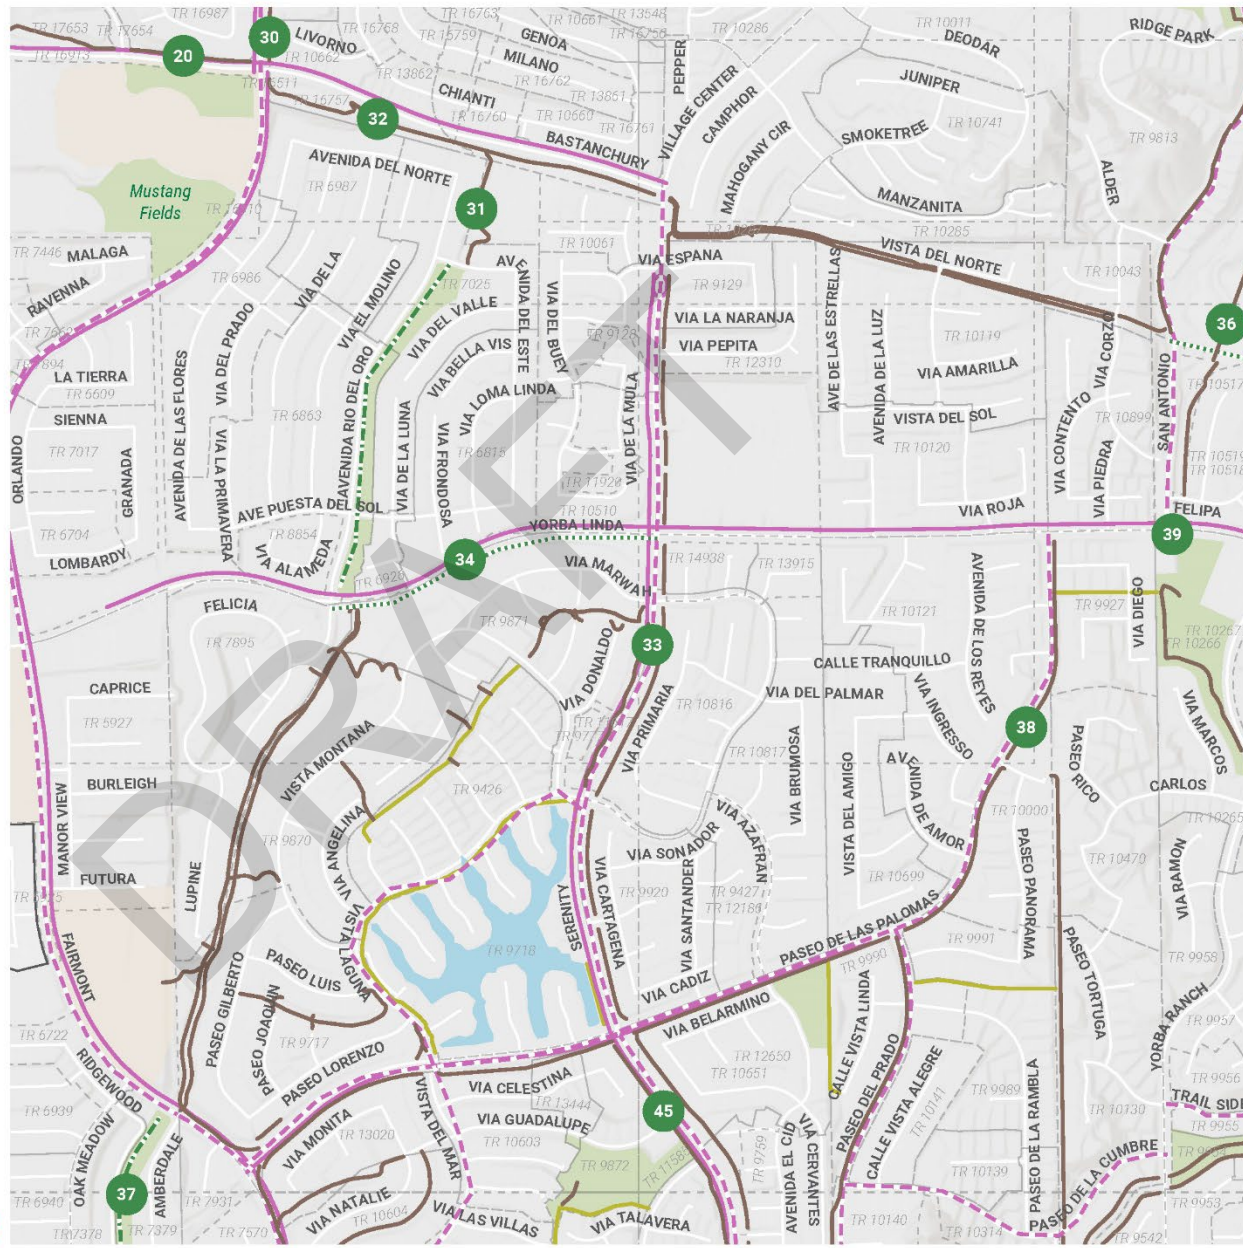 TR 17653
TR 17654
TR 16987
30
LIVORNO
TR 16768
TR 16763
TR 10661
TR 13548
TR 10286
TR 10011
RIDGE PARK
TR 16913
20
TR 10662
TR 16759
GENOA
TR 16750
PEPPER
DEODAR
MILANO
TR 13862
TR 16762
CHIANTI
TR 13861
VILLAGE CENTER
CAMPHOR
JUNIPER
TR 16757
32
TR 16760
TR 10660
TR 16761
BASTANCHURY
SMOKETREE
TR 10741
TR 9813
AVENIDA DEL NORTE
TR 6987
MAHOGANY CIR
ALDER
Mustang
Fields
31
MANZANITA
TR 10285
TR 7446
MALAGA
TR 10061
VISTA DEL NORTE
RAVENNA
TR 6986
VIA DE LA
VIA EL MOLINO
TR 7025
AVENIDA DEL ESTE
VIA ESPANA
TR 9129
TR 10043
VIA DEL PRADO
VIA DEL VALLE
VIA DEL BUEY
TR 9128
VIA LA NARANJA
AVE DE LAS ESTRELLAS
AVENIDA DE LA LUZ
TR 10119
VIA CORZO
36
VIA BELLA VIS
VIA PEPITA
TR 12310
LA TIERRA
TR 6609
AVENIDA RIO DEL ORO
VIA LOMA LINDA
VIA AMARILLA
TR 10517
SIENNA
AVENIDA DE LAS FLORES
TR 6863
VIA DE LA LUNA
VIA FRONDOSA
TR 6815
VIA DE LA MULA
VISTA DEL SOL
VIA CONTENTO
TR 10899
SAN ANTONIO
ORLANDO
TR 7017
GRANADA
VIA LA PRIMAVERA
TR 10120
VIA PIEDRA
TR 10519
TR 10518
TR 11920
AVE PUESTA DEL SOL
TR 10510
VIA ROJA
FELIPA
TR 6704
TR 8854
YORBA LINDA
39
LOMBARDY
VIA ALAMEDA
TR 6928
34
VIA MARWAH
TR 14938
TR 13915
AVENIDA DE LOS REYES
TR 9927
VIA DIEGO
FELICIA
TR 9871
TR 10121
TR 10267
TR 10266
TR 7895
33
VIA DONALDO
CALLE TRANQUILLO
CAPRICE
VIA PRIMARIA
TR 10816
VIA DEL PALMAR
VIA INGRESSO
VIA MARCOS
TR 5927
VISTA MONTANA
TR 10817
VIA BRUMOSA
VISTA DEL AMIGO
38
PASEO RICO
BURLEIGH
AVENIDA DE AMOR
CARLOS
MANOR VIEW
TR 9426
TR 10000
TR 10265
TR 9870
VIA ANGELINA
VIA SONADOR
VIA AZAFRAN
PASEO PANORAMA
TR 10470
VIA RAMON
FUTURA
LUPINE
VISTA LAGUNA
SERENITY
VIA CARTAGENA
TR 9920
VIA SANTANDER
TR 9427
TR 12185
TR 10699
PASEO DE LAS PALOMAS
TR 9718
TR 9991
PASEO TORTUGA
TR 9958
FAIRMONT
PASEO LUIS
TR 9990
PASEO GILBERTO
PASEO JOAQUIN
VIA CADIZ
CALLE VISTA LINDA
YORBA RANCH
TR 9957
TR 6722
TR 9717
VIA BELARMINO
PASEO DEL PRADO
RIDGEWOOD
PASEO LORENZO
TR 12650
TR 10651
CALLE VISTA ALEGRE
TR 10141
TR 9989
TR 9956
TR 6939
VIA CELESTINA
TR 13444
PASEO DE LA RAMBLA
TR 10130
TRAIL SIDE
OAK MEADOW
VIA MONITA
VISTA DEL MAR
VIA GUADALUPE
45
TR 9955
AMBERDALE
TR 13020
TR 10603
TR 9872
TR 9709
AVENIDA EL CID
VIA CERVANTES
TR 10139
PASEO DE LA CUMBRE
TR 6940
37
TR 7931
VIA NATALIE
TR 10604
VIA LAS VILLAS
VIA TALAVERA
TR 10140
TR 10314
TR 9953
TR 7378
TR 7379
TR 7570
TR 9542
DRAFT